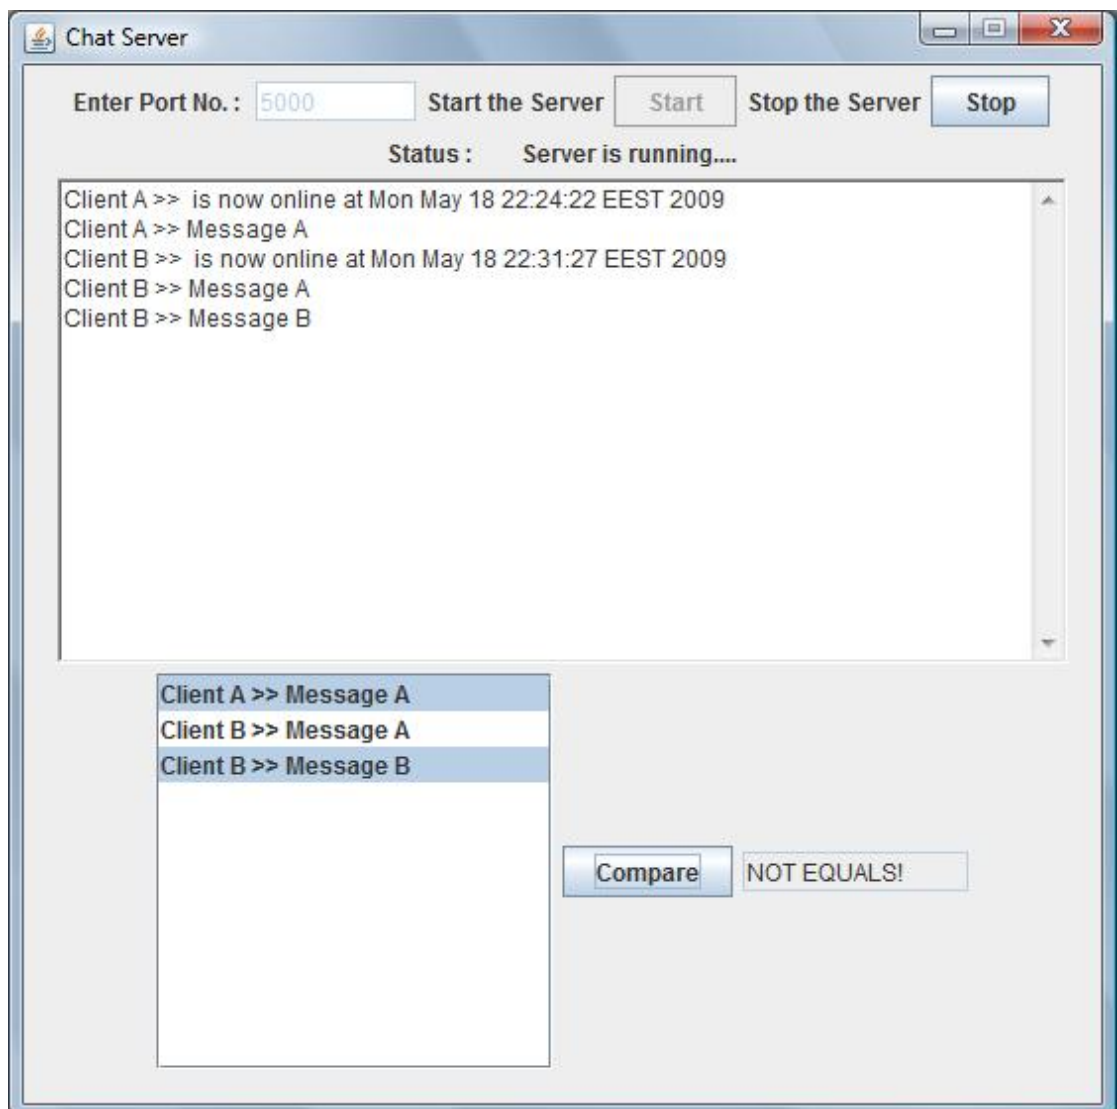 Chat Server
Enter Port No. : 5000 Start the Server Start Stop the Server Stop
Status : Server is running....
Client A >>  is now online at Mon May 18 22:24:22 EEST 2009
Client A >> Message A
Client B >>  is now online at Mon May 18 22:31:27 EEST 2009
Client B >> Message A
Client B >> Message B
Client A >> Message A
Client B >> Message A
Client B >> Message B
Compare NOT EQUALS!